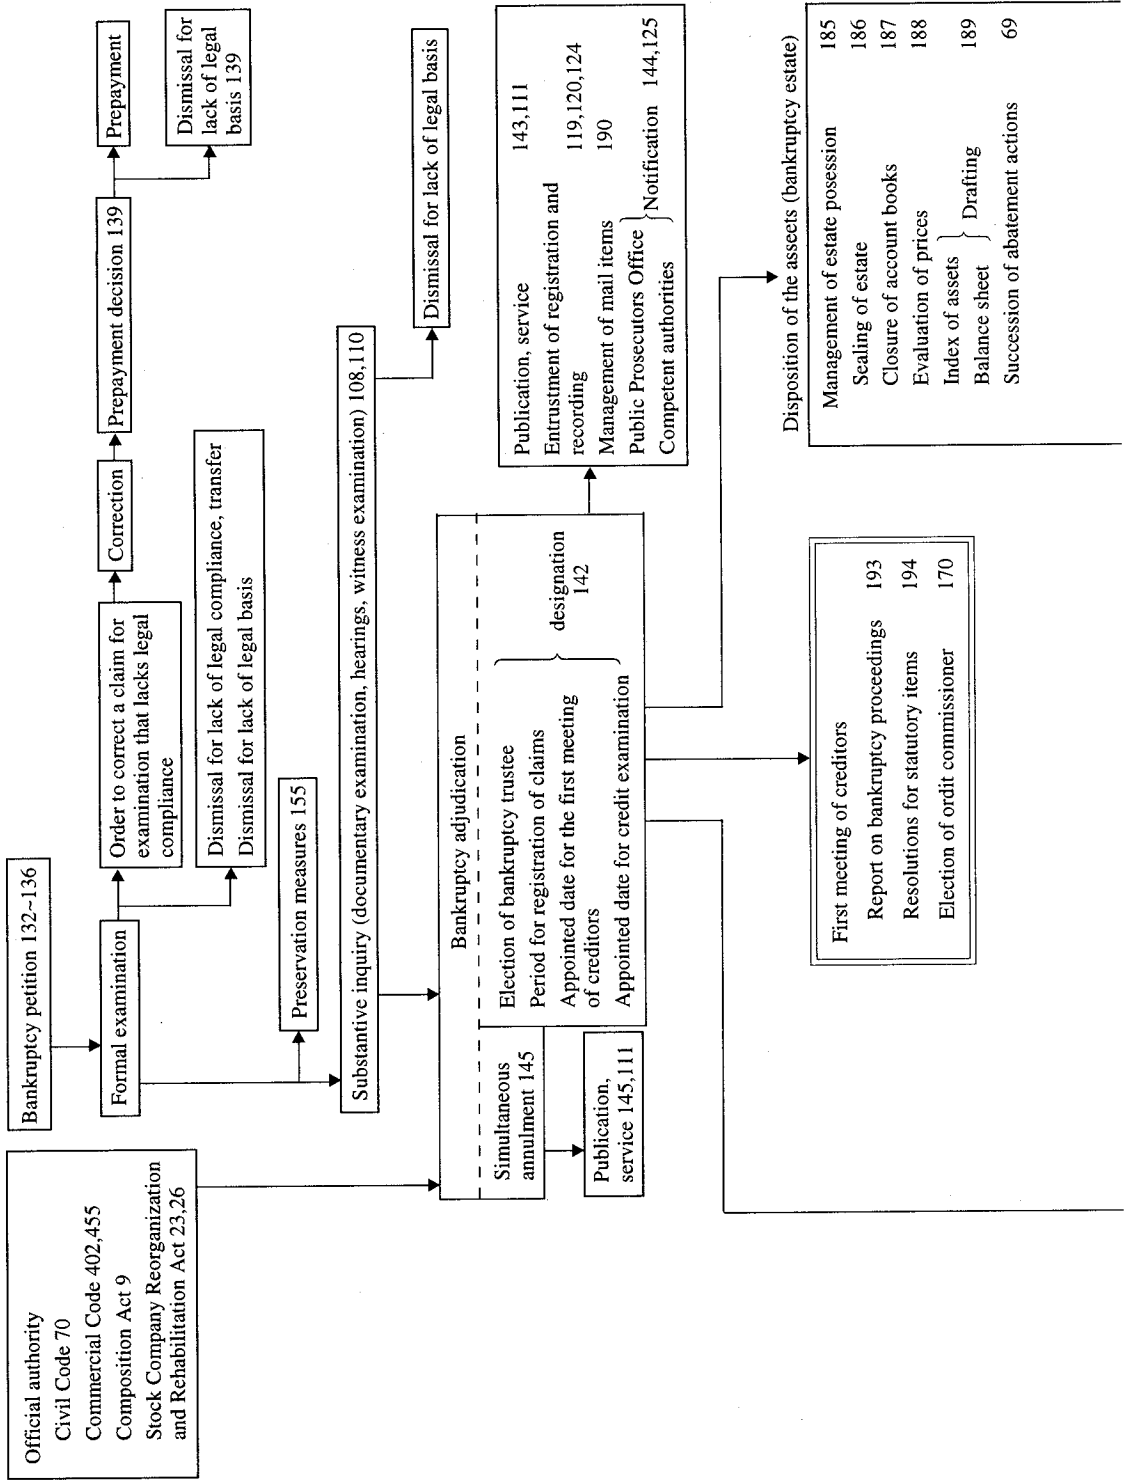 Official authority
Civil Code 70
Commercial Code 402,455
Composition Act 9
Stock Company Reorganization
and Rehabilitation Act 23,26
Bankruptcy petition 132~136
Formal examination
Order to correct a claim for
examination that lacks legal
compliance
Correction
Prepayment decision 139
Prepayment
Dismissal for
lack of legal
basis 139
Dismissal for lack of legal compliance, transfer
Dismissal for lack of legal basis
Preservation measures 155
Substantive inquiry (documentary examination, hearings, witness examination) 108,110
Dismissal for lack of legal basis
Bankruptcy adjudication
Simultaneous
annulment 145
Publication,
service 145,111
Election of bankruptcy trustee
Period for registration of claims
Appointed date for the first meeting
of creditors
Appointed date for credit examination
designation
142
Publication, service 143,111
Entrustment of registration and 119,120,124
recording
Management of mail items 190
Public Prosecutors Office
Competent authorities
Notification 144,125
First meeting of creditors
Report on bankruptcy proceedings 193
Resolutions for statutory items 194
Election of ordit commissioner 170
Disposition of the asseets (bankruptcy estate)
Management of estate posession 185
Sealing of estate 186
Closure of account books 187
Evaluation of prices 188
Index of assets
Balance sheet
Drafting 189
Succession of abatement actions 69